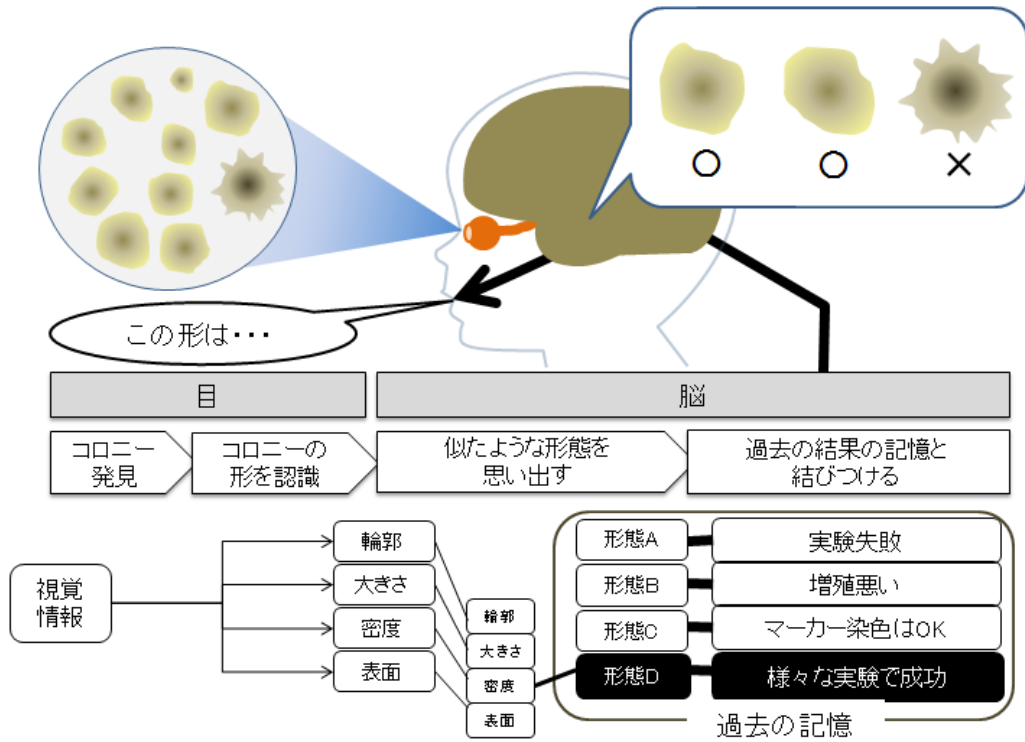 ○ ○ ×
この形は・・・
目
脳
コロニー
発見
コロニーの
形を認識
似たような形態を
思い出す
過去の結果の記憶と
結びつける
視覚
情報
輪郭
大きさ
密度
表面
輪郭
大きさ
密度
表面
形態A
実験失敗
形態B
増殖悪い
形態C
マーカー染色はOK
形態D
様々な実験で成功
過去の記憶